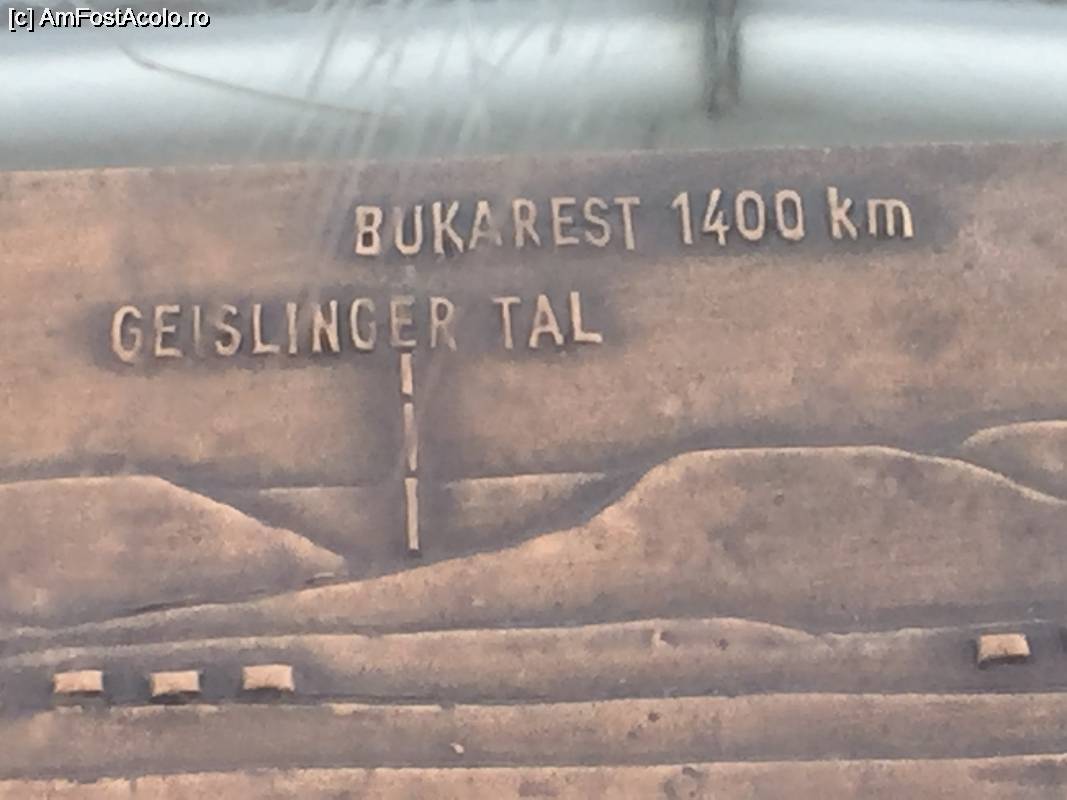 [c] AmFostAcolo.ro
BUKAREST 1400 km
GEISLINGER TAL